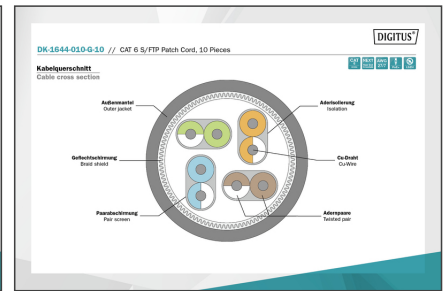 DIGITUS®
DK-1644-010-G-10 // CAT 6 S/FTP Patch Cord, 10 Pieces
Kabelquerschnitt
Cable cross section
Außenmantel
Outer jacket
Aderisolierung
Isolation
Geflechtschirmung
Braid shield
Cu-Draht
Cu-Wire
Paarabschirmung
Pair screen
Adernpaare
Twisted pair